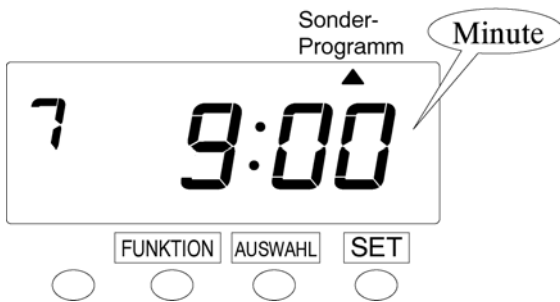 Sonder-
Programm
Minute
7 9:00
FUNKTION AUSWAHL SET